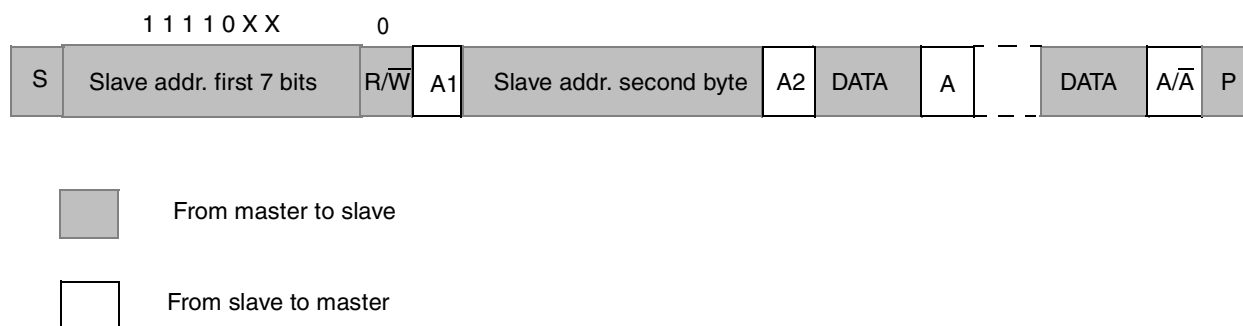 1 1 1 1 0 X X 0
S Slave addr. first 7 bits R/W̅ A1 Slave addr. second byte A2 DATA A DATA A/A̅ P
From master to slave
From slave to master